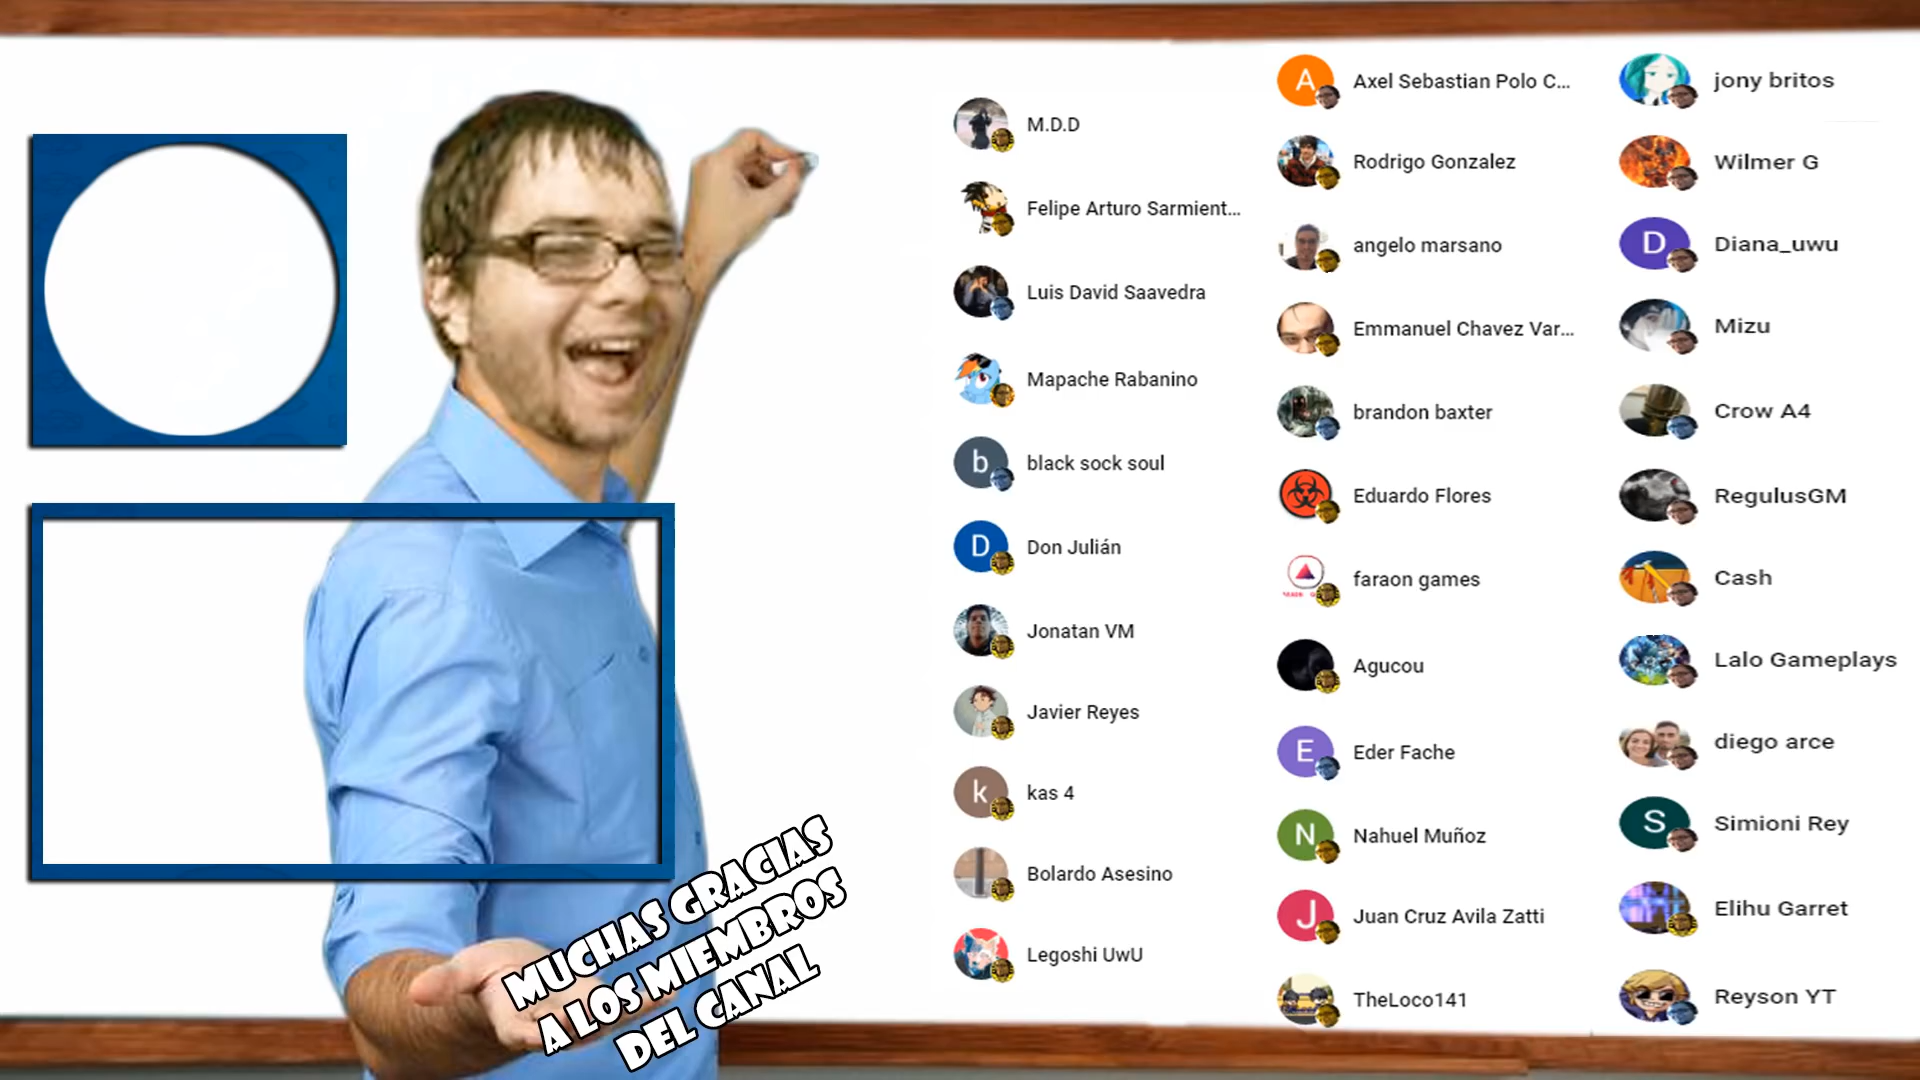 M.D.D
Felipe Arturo Sarmient...
Luis David Saavedra
Mapache Rabanino
b
black sock soul
D
Don Julián
Jonatan VM
Javier Reyes
k
kas 4
Bolardo Asesino
Legoshi UwU
A
Axel Sebastian Polo C...
Rodrigo Gonzalez
angelo marsano
Emmanuel Chavez Var...
brandon baxter
Eduardo Flores
faraon games
Agucou
E
Eder Fache
N
Nahuel Muñoz
J
Juan Cruz Avila Zatti
TheLoco141
jony britos
Wilmer G
D
Diana_uwu
Mizu
Crow A4
RegulusGM
Cash
Lalo Gameplays
diego arce
S
Simioni Rey
Elihu Garret
Reyson YT
MUCHAS GRACIAS
A LOS MIEMBROS
DEL CANAL